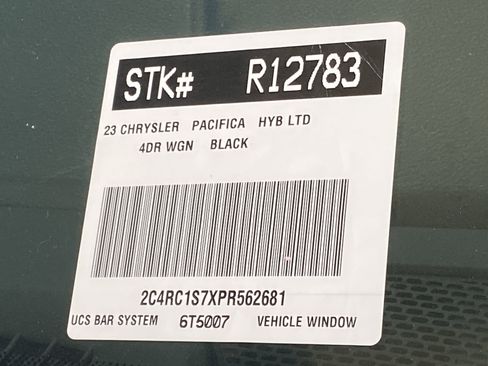 STK# R12783
23 CHRYSLER PACIFICA HYB LTD
4DR WGN BLACK
2C4RC1S7XPR562681
UCS BAR SYSTEM 6T5007 VEHICLE WINDOW